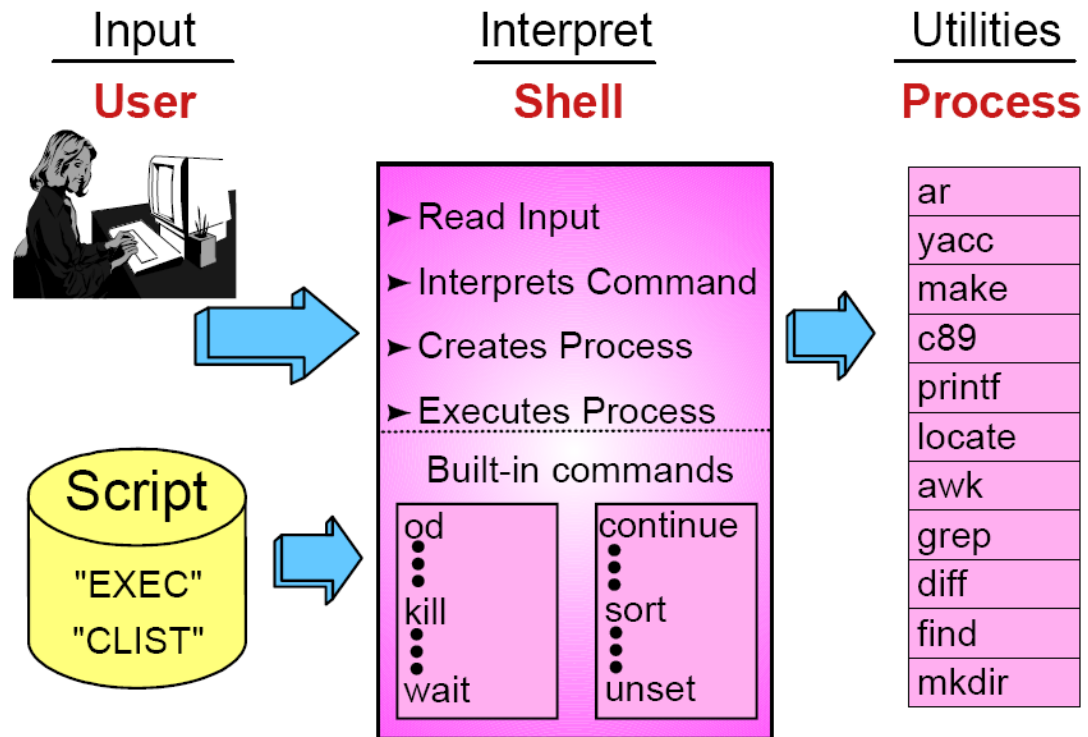 Input
User
Script
"EXEC"
"CLIST"
Interpret
Shell
➤ Read Input
➤ Interprets Command
➤ Creates Process
➤ Executes Process
Built-in commands
od
kill
wait
continue
sort
unset
Utilities
Process
ar
yacc
make
c89
printf
locate
awk
grep
diff
find
mkdir